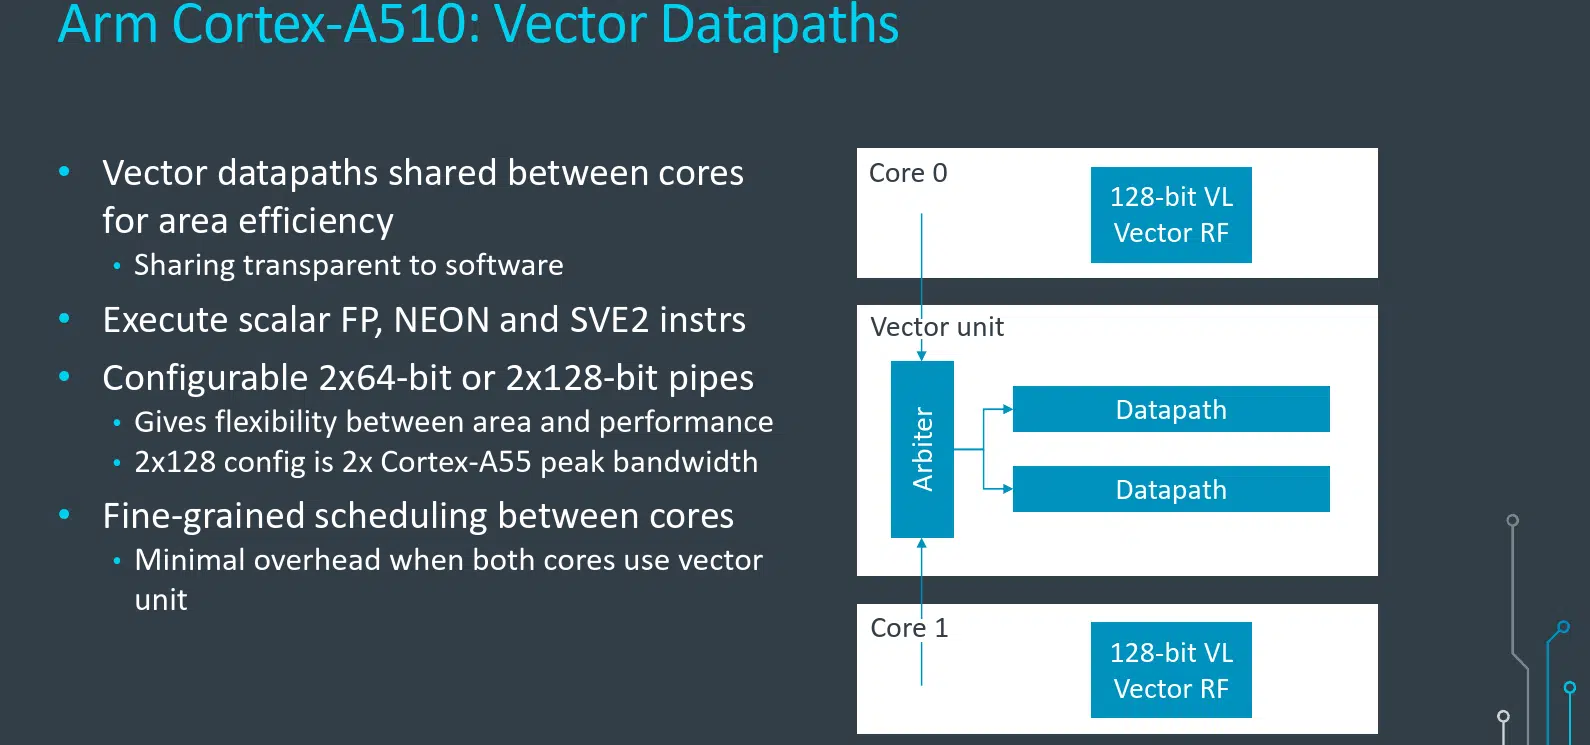 Arm Cortex-A510: Vector Datapaths
• Vector datapaths shared between cores
for area efficiency
• Sharing transparent to software
• Execute scalar FP, NEON and SVE2 instrs
• Configurable 2x64-bit or 2x128-bit pipes
• Gives flexibility between area and performance
• 2x128 config is 2x Cortex-A55 peak bandwidth
• Fine-grained scheduling between cores
• Minimal overhead when both cores use vector
unit
Core 0
128-bit VL
Vector RF
Vector unit
Arbiter
Datapath
Datapath
Core 1
128-bit VL
Vector RF